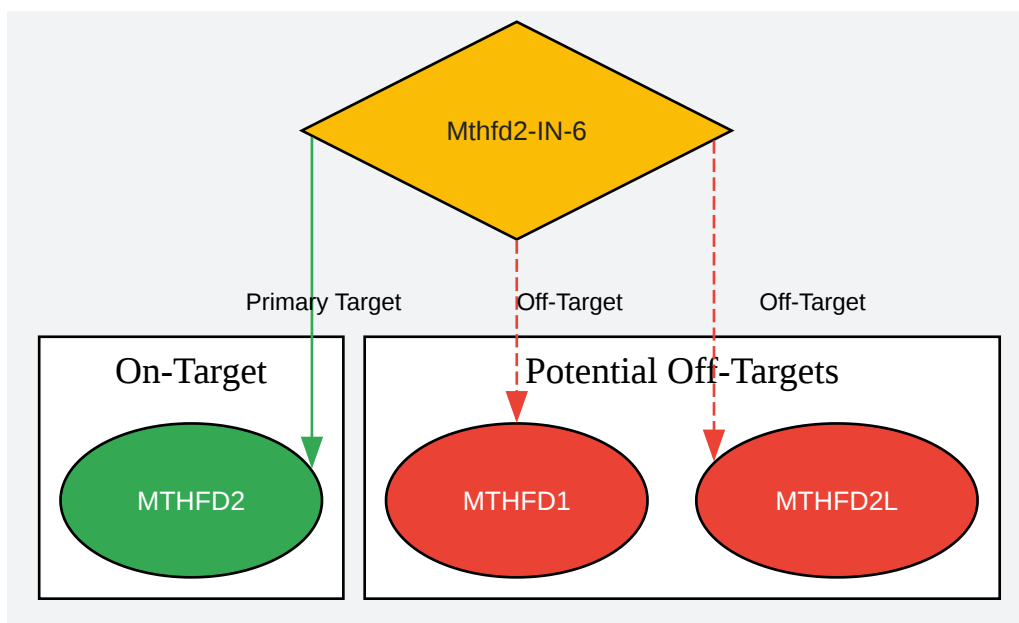 Mthfd2-IN-6
Primary Target
Off-Target
Off-Target
On-Target
Potential Off-Targets
MTHFD2
MTHFD1
MTHFD2L